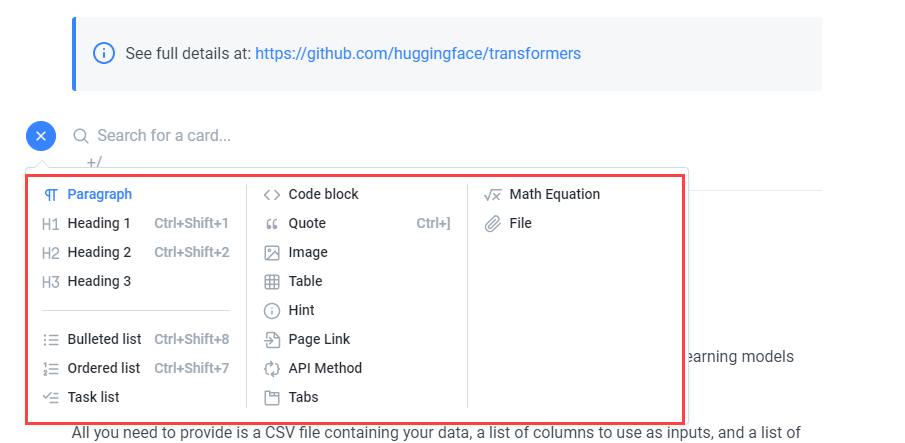 See full details at: https://github.com/huggingface/transformers
Search for a card...
+/
Paragraph
H1 Heading 1 Ctrl+Shift+1
H2 Heading 2 Ctrl+Shift+2
H3 Heading 3
Bulleted list Ctrl+Shift+8
Ordered list Ctrl+Shift+7
Task list
Code block
Quote Ctrl+]
Image
Table
Hint
Page Link
API Method
Tabs
Math Equation
File
earning models
All you need to provide is a CSV file containing your data, a list of columns to use as inputs, and a list of